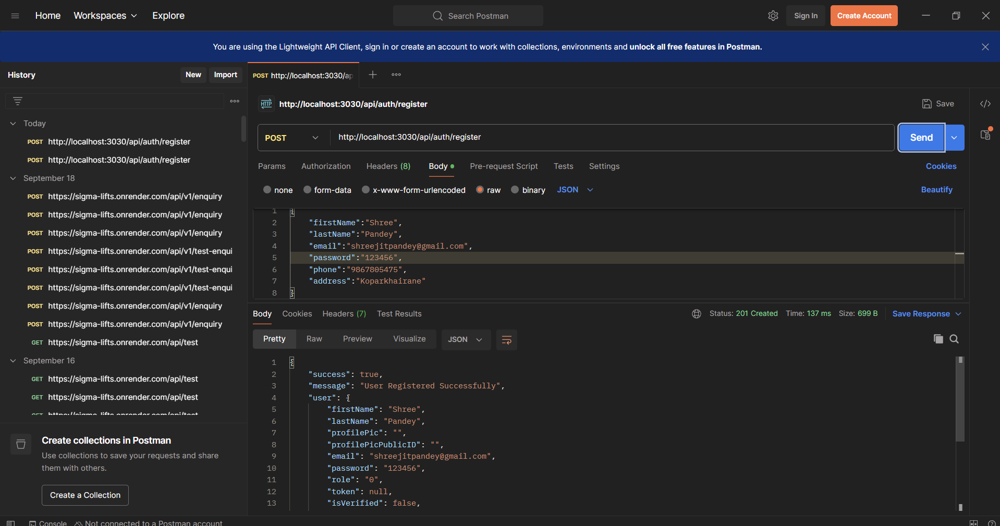 Home Workspaces Explore Search Postman Sign In Create Account
You are using the Lightweight API Client, sign in or create an account to work with collections, environments and unlock all free features in Postman.
History New Import
Today
POST http://localhost:3030/api/auth/register
POST http://localhost:3030/api/auth/register
September 18
POST https://sigma-lifts.onrender.com/api/v1/enquiry
POST https://sigma-lifts.onrender.com/api/v1/enquiry
POST https://sigma-lifts.onrender.com/api/v1/enquiry
POST https://sigma-lifts.onrender.com/api/v1/test-enqui
POST https://sigma-lifts.onrender.com/api/v1/test-enqui
POST https://sigma-lifts.onrender.com/api/v1/test-enqui
POST https://sigma-lifts.onrender.com/api/v1/enquiry
POST https://sigma-lifts.onrender.com/api/v1/enquiry
GET https://sigma-lifts.onrender.com/api/test
September 16
GET https://sigma-lifts.onrender.com/api/test
GET https://sigma-lifts.onrender.com/api/test
GET https://sigma-lifts.onrender.com/api/test
Create collections in Postman
Use collections to save your requests and share
them with others.
Create a Collection
POST http://localhost:3030/ap
HTTP http://localhost:3030/api/auth/register Save
POST http://localhost:3030/api/auth/register Send
Params Authorization Headers (8) Body Pre-request Script Tests Settings Cookies
none form-data x-www-form-urlencoded raw binary JSON Beautify
1 {
2 "firstName":"Shree",
3 "lastName":"Pandey",
4 "email":"shreejitpandey@gmail.com",
5 "password":"123456",
6 "phone":"9867805475",
7 "address":"Koparkhairane"
8 }
Body Cookies Headers (7) Test Results Status: 201 Created Time: 137 ms Size: 699 B Save Response
Pretty Raw Preview Visualize JSON
1 {
2 "success": true,
3 "message": "User Registered Successfully",
4 "user": {
5 "firstName": "Shree",
6 "lastName": "Pandey",
7 "profilePic": "",
8 "profilePicPublicID": "",
9 "email": "shreejitpandey@gmail.com",
10 "password": "123456",
11 "role": "0",
12 "token": null,
13 "isVerified": false,
Console Not connected to a Postman account